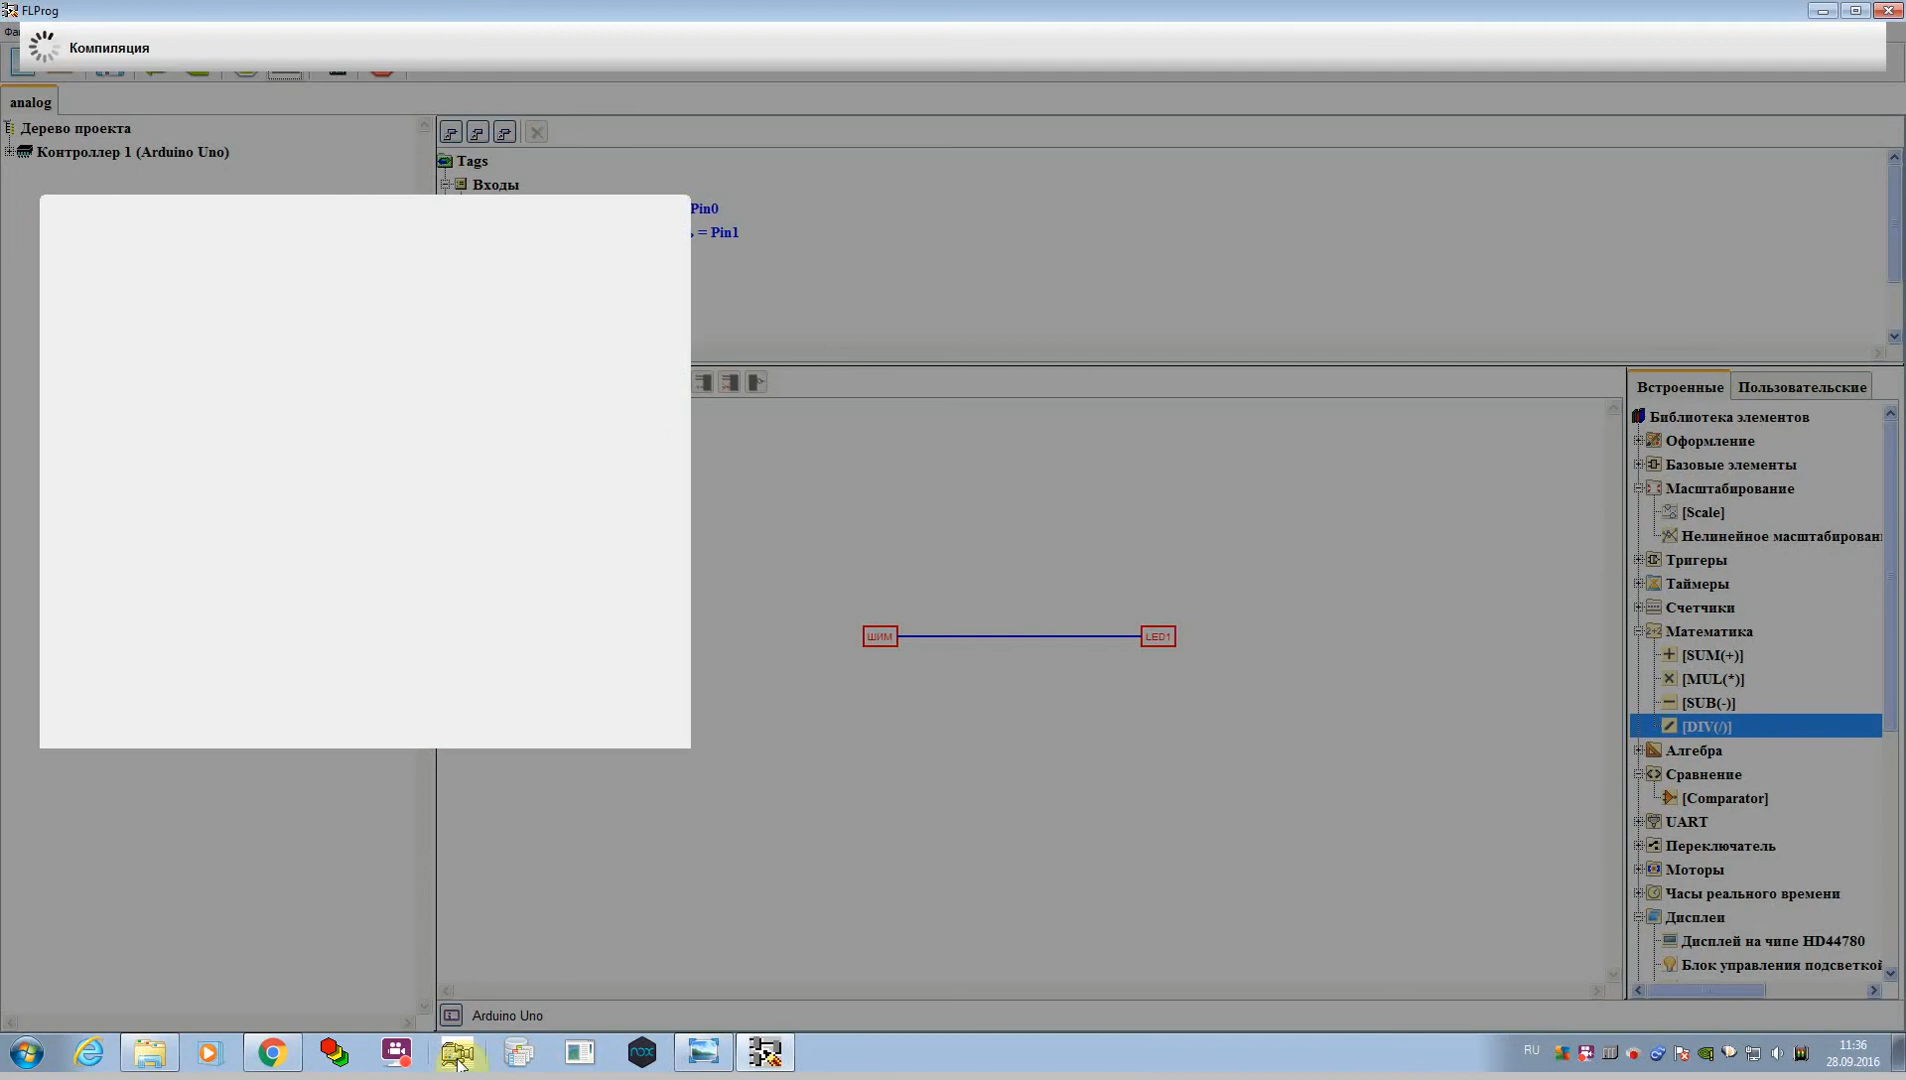 FLProg
Фа
Компиляция
analog
Дерево проекта
Контроллер 1 (Arduino Uno)
Tags
Входы
Pin0
= Pin1
ШИМ
LED1
Встроенные
Пользовательские
Библиотека элементов
Оформление
Базовые элементы
Масштабирование
[Scale]
Нелинейное масштабировани
Тригеры
Таймеры
Счетчики
Математика
[SUM(+)]
[MUL(*)]
[SUB(-)]
[DIV(/)]
Алгебра
Сравнение
[Comparator]
UART
Переключатель
Моторы
Часы реального времени
Дисплеи
Дисплей на чипе HD44780
Блок управления подсветкой
Arduino Uno
nox
RU
11:36
28.09.2016